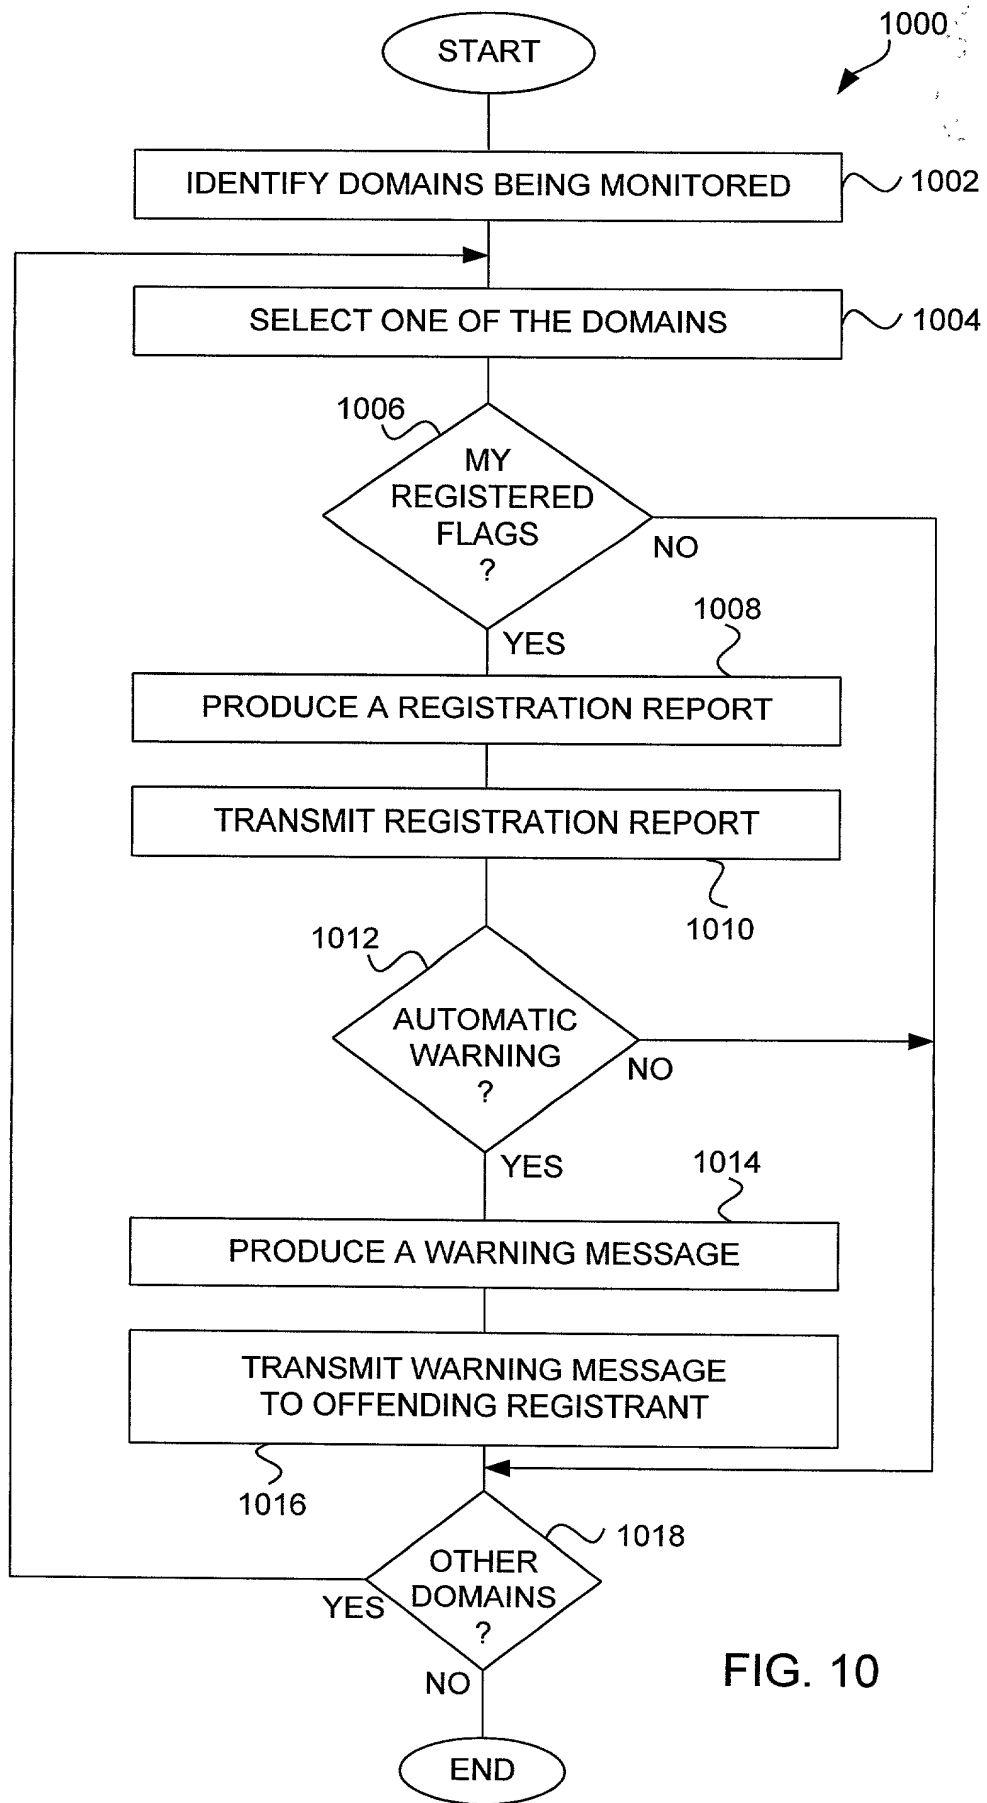 START
1000
IDENTIFY DOMAINS BEING MONITORED
1002
SELECT ONE OF THE DOMAINS
1004
1006
MY
REGISTERED
FLAGS
?
NO
YES
1008
PRODUCE A REGISTRATION REPORT
TRANSMIT REGISTRATION REPORT
1010
1012
AUTOMATIC
WARNING
?
NO
YES
1014
PRODUCE A WARNING MESSAGE
TRANSMIT WARNING MESSAGE
TO OFFENDING REGISTRANT
1016
1018
OTHER
DOMAINS
?
YES
NO
FIG. 10
END